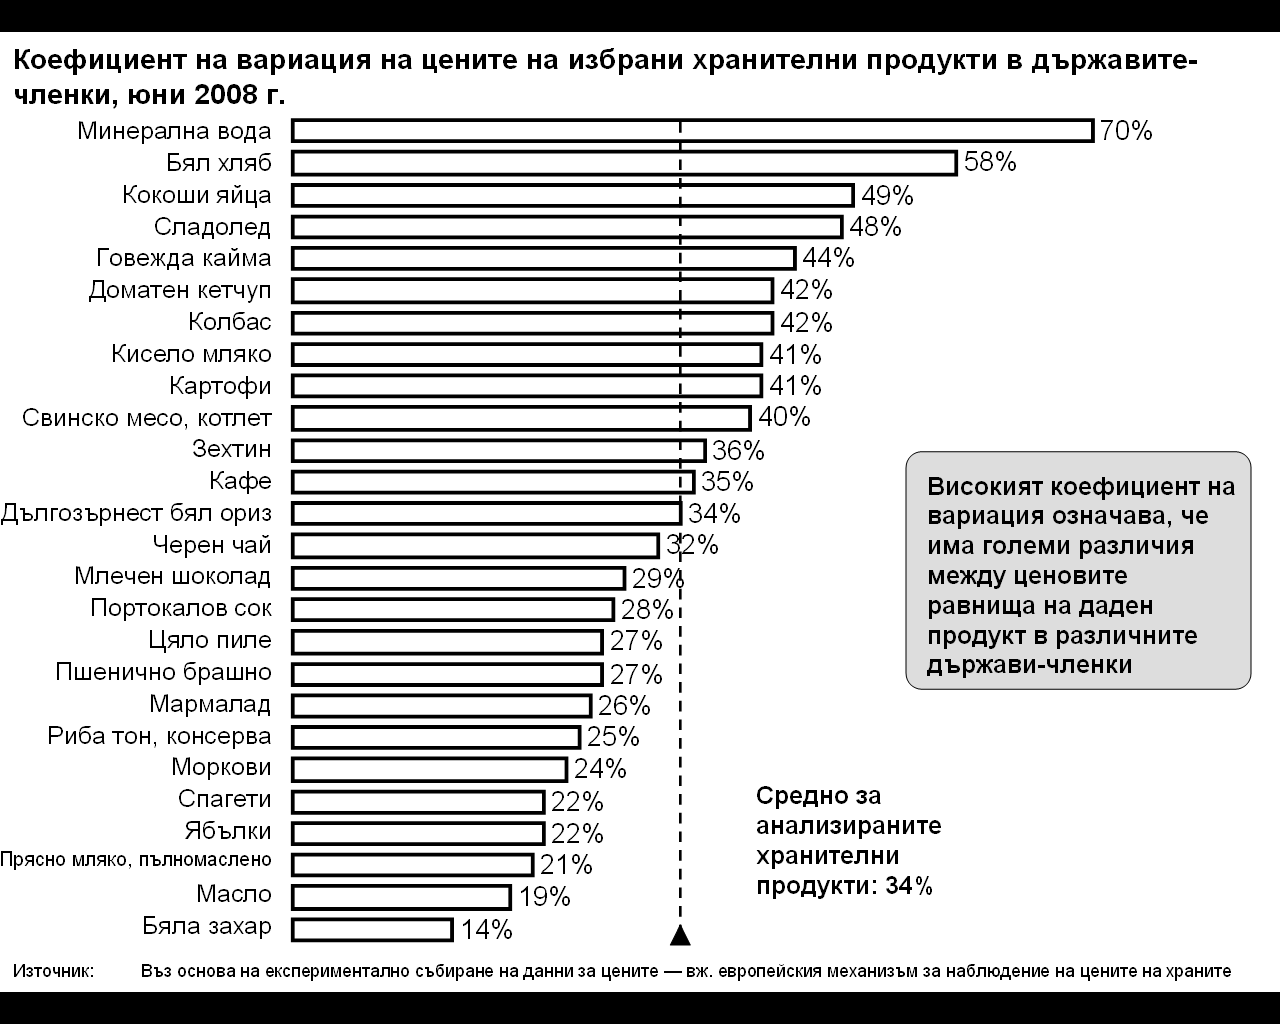 Коефициент на вариация на цените на избрани хранителни продукти в държавите-
членки, юни 2008 г.
Минерална вода 70%
Бял хляб 58%
Кокоши яйца 49%
Сладолед 48%
Говежда кайма 44%
Доматен кетчуп 42%
Колбас 42%
Кисело мляко 41%
Картофи 41%
Свинско месо, котлет 40%
Зехтин 36%
Кафе 35%
Дългозърнест бял ориз 34%
Черен чай 32%
Млечен шоколад 29%
Портокалов сок 28%
Цяло пиле 27%
Пшенично брашно 27%
Мармалад 26%
Риба тон, консерва 25%
Моркови 24%
Спагети 22%
Ябълки 22%
Прясно мляко, пълномаслено 21%
Масло 19%
Бяла захар 14%
Високият коефициент на
вариация означава, че
има големи различия
между ценовите
равнища на даден
продукт в различните
държави-членки
Средно за
анализираните
хранителни
продукти: 34%
Източник: Въз основа на експериментално събиране на данни за цените — вж. европейския механизъм за наблюдение на цените на храните